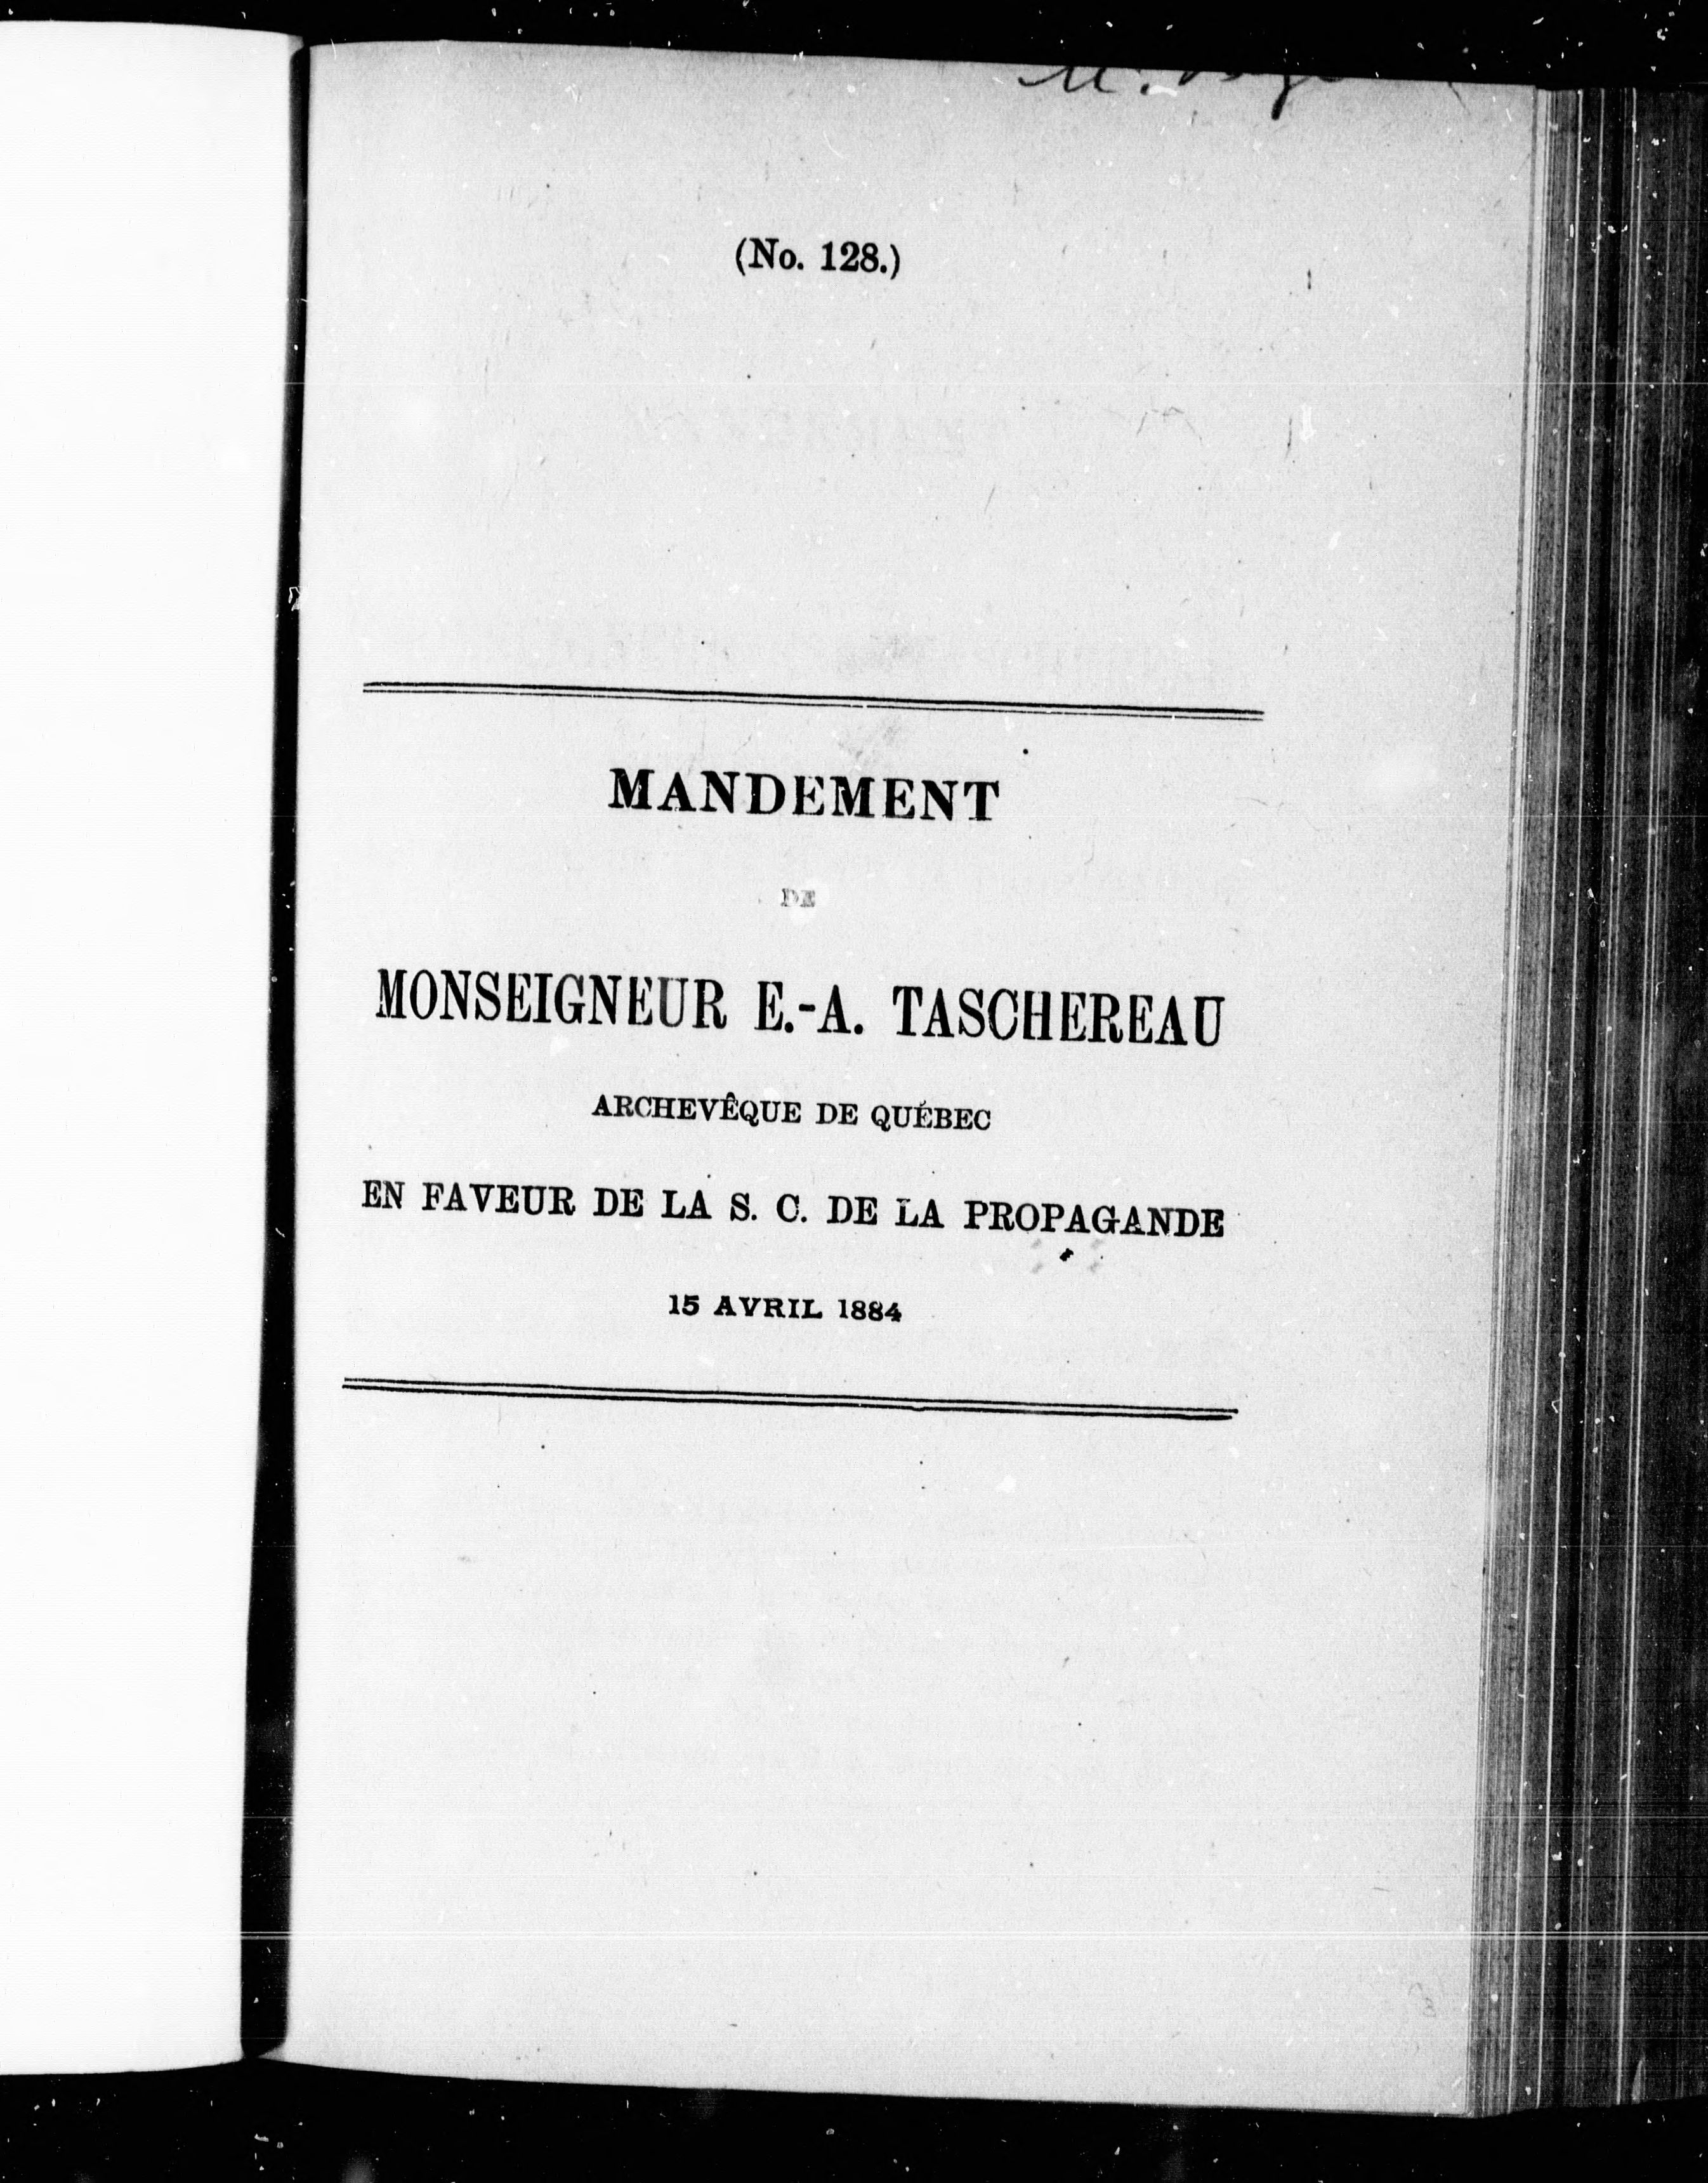 (No. 128.)
MANDEMENT
DE
MONSEIGNEUR E.-A. TASCHEREAU
ARCHEVÊQUE DE QUÉBEC
EN FAVEUR DE LA S. C. DE LA PROPAGANDE
15 AVRIL 1884